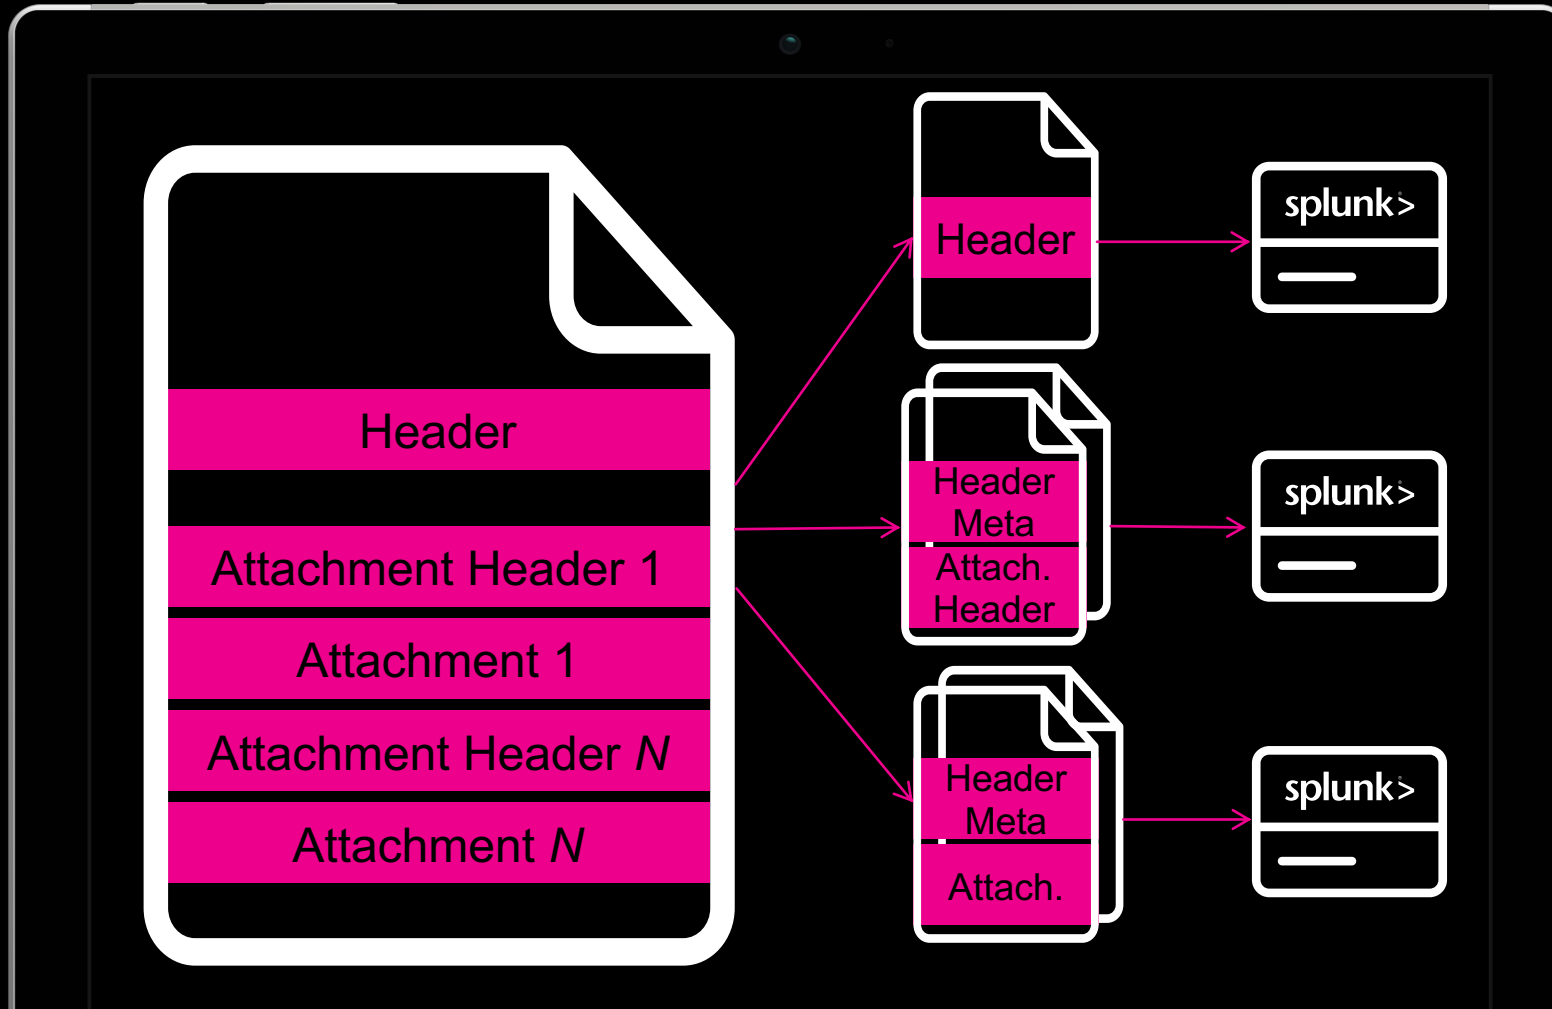 Header
Attachment Header 1
Attachment 1
Attachment Header N
Attachment N
Header
splunk>
Header
Meta
Attach.
Header
splunk>
Header
Meta
Attach.
splunk>